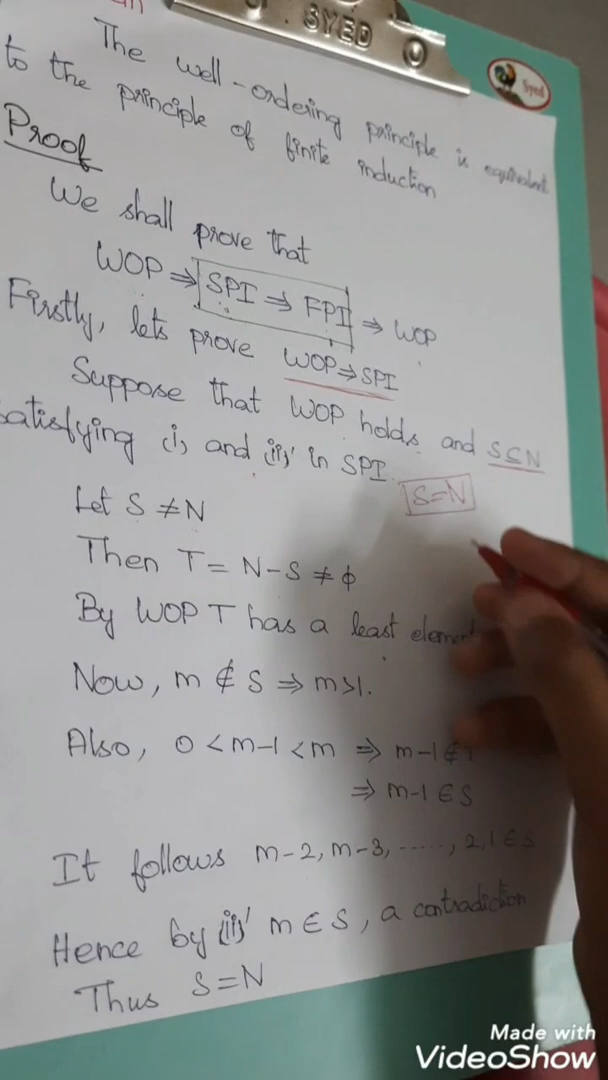 SYED
Syed
The well-ordering principle is equivalent
to the principle of finite induction
Proof
We shall prove that
WOP ⇒ SPI ⇒ FPI ⇒ WOP
Firstly, lets prove WOP⇒SPI
Suppose that WOP holds and S⊆N
satisfying (i) and (ii)' in SPI.
S=N
Let S ≠N
Then T= N-S ≠ ϕ
By WOP T has a least element
Now, m ∉ S ⇒ m>1.
Also, 0 < m-1 < m ⇒ m-1 ∉ T
⇒ m-1 ∈ S
It follows m-2, m-3, ....., 2,1 ∈ S
Hence by (ii)' m ∈ S, a contradiction
Thus S=N
Made with
VideoShow